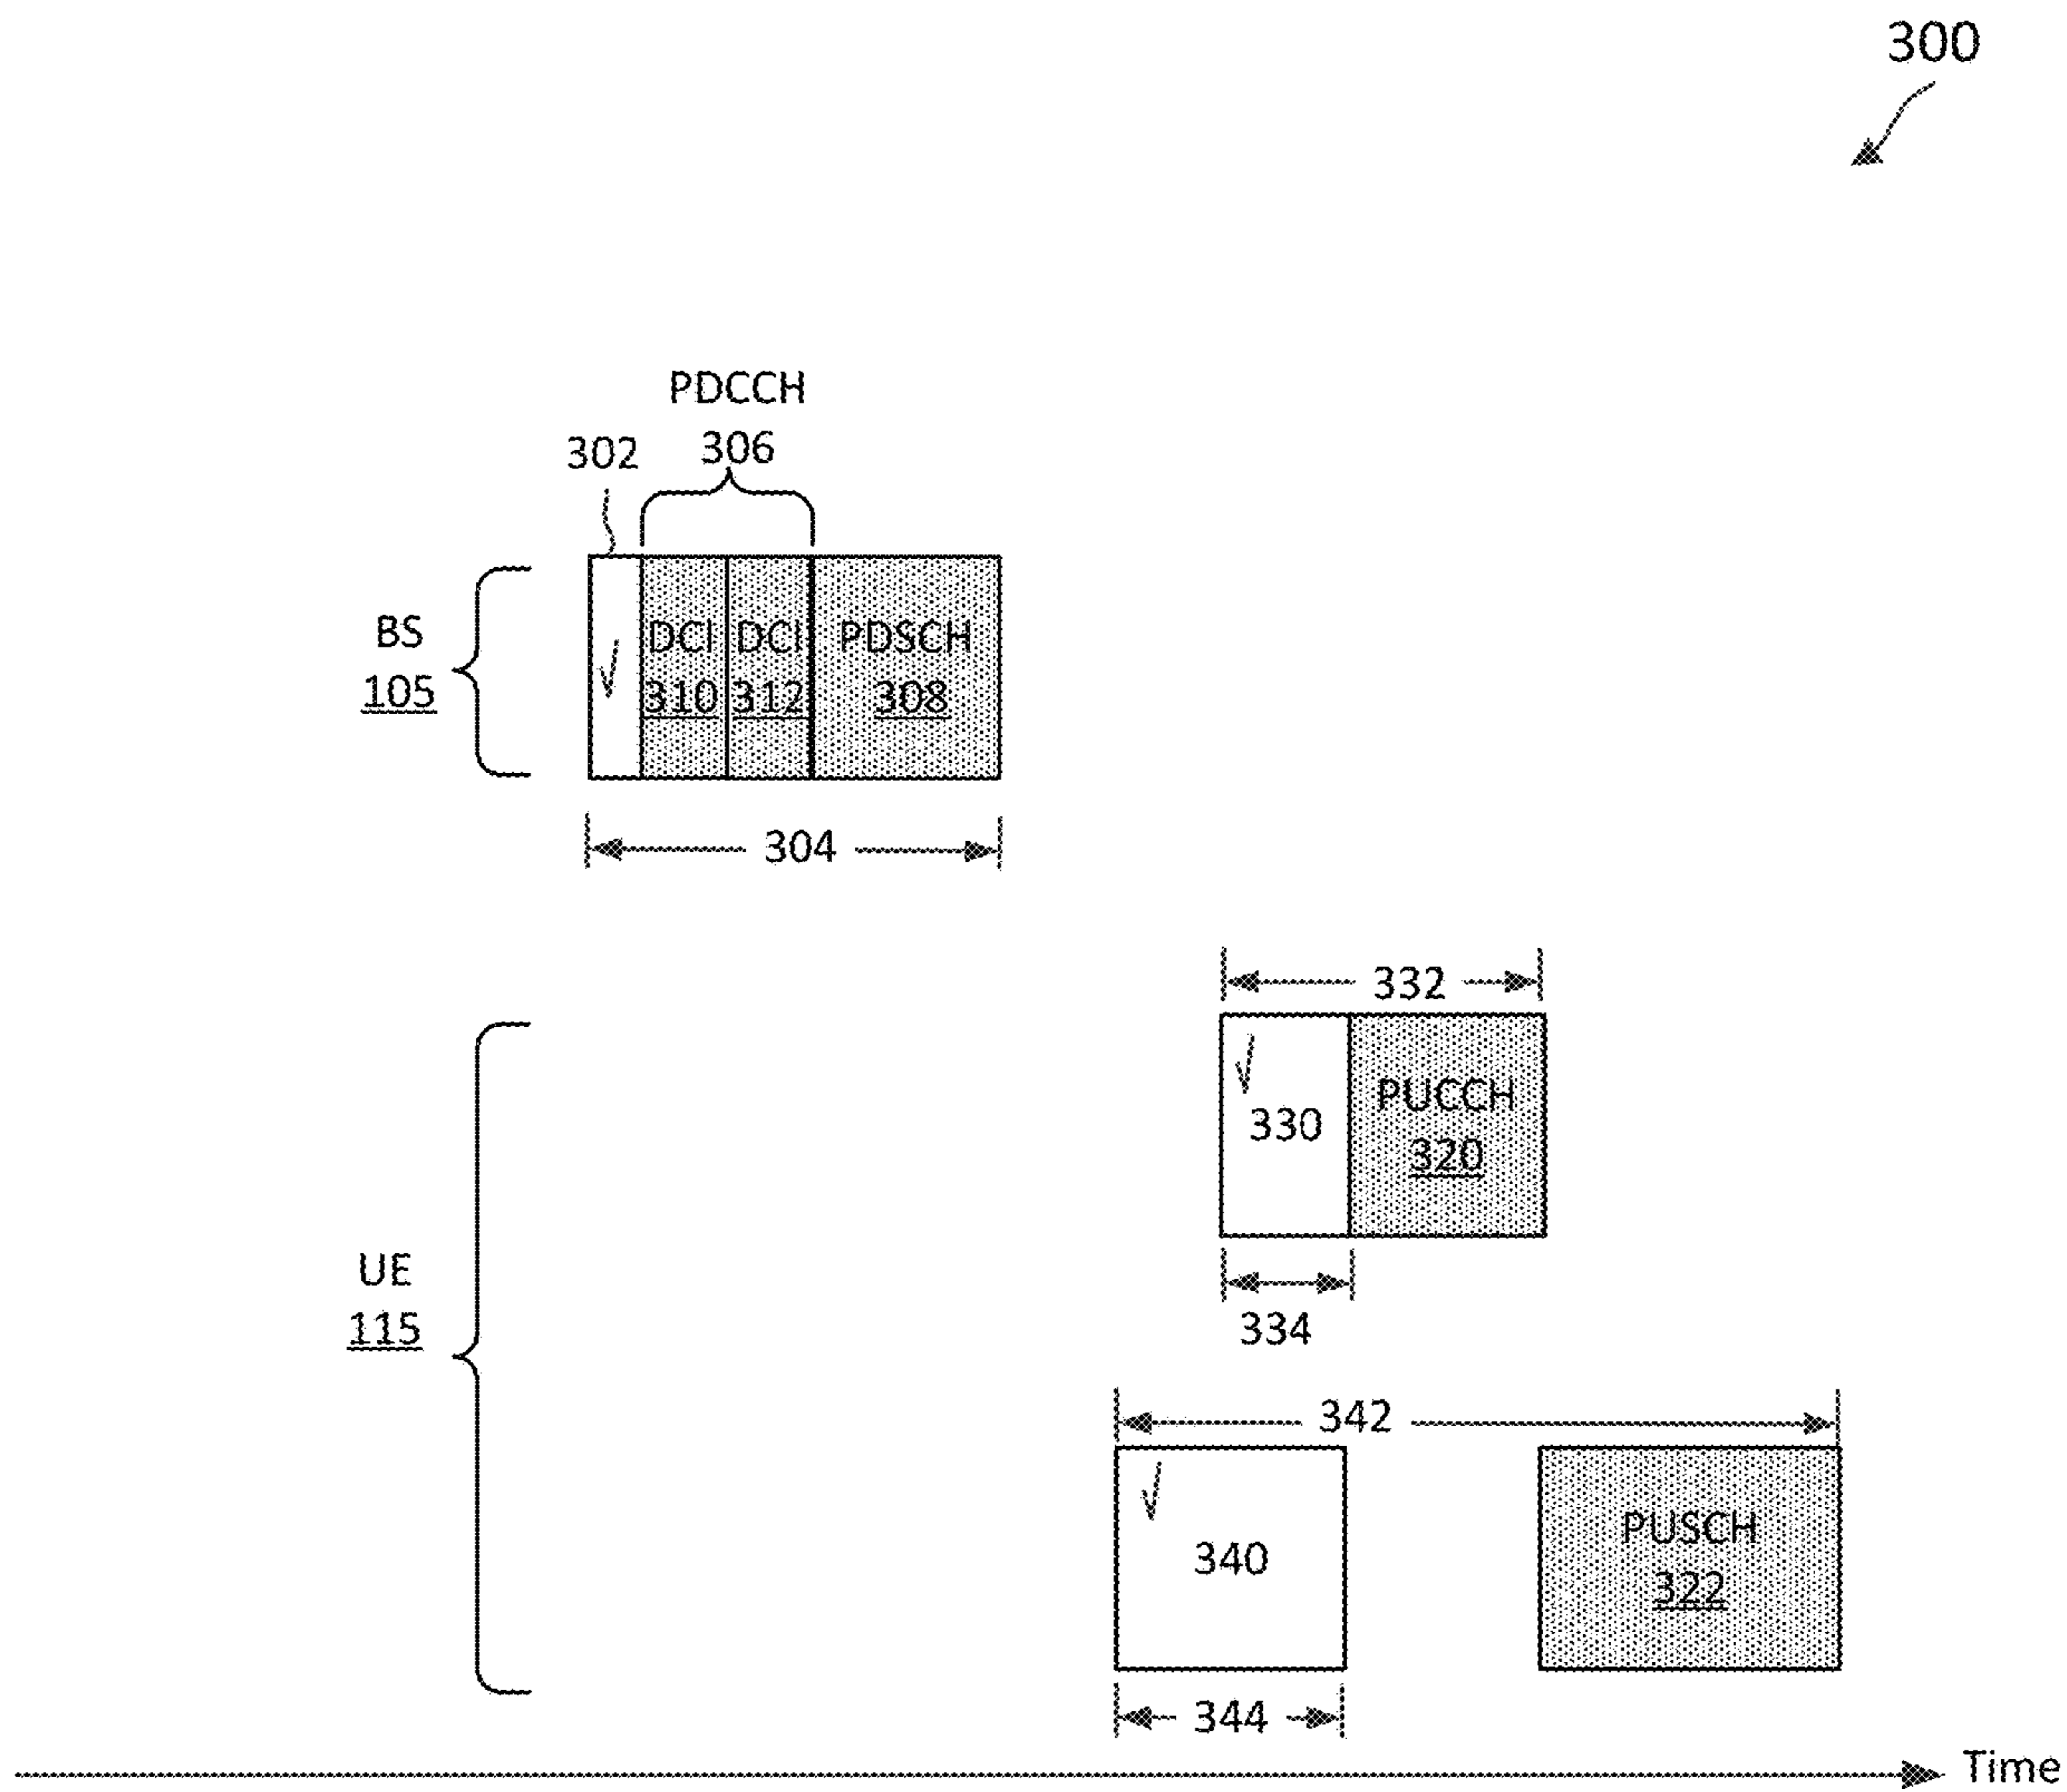 300
PDCCH
302 306
BS
105
√ DCI DCI PDSCH
310 312 308
304
332
√
330
PUCCH
320
UE
115
334
342
√
340
PUSCH
322
344
Time